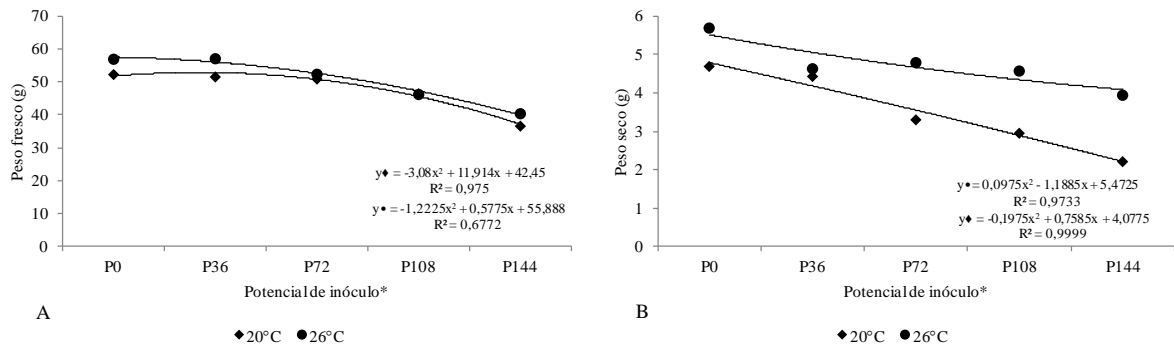 70
60
50
40
30
20
10
0
Peso fresco (g)
y♦ = -3,08x² + 11,914x + 42,45
R² = 0,975
y• = -1,2225x² + 0,5775x + 55,888
R² = 0,6772
P0 P36 P72 P108 P144
Potencial de inóculo*
A
♦20°C ●26°C
6
5
4
3
2
1
0
Peso seco (g)
y• = 0,0975x² - 1,1885x + 5,4725
R² = 0,9733
y♦ = -0,1975x² + 0,7585x + 4,0775
R² = 0,9999
P0 P36 P72 P108 P144
Potencial de inóculo*
B
♦20°C ●26°C